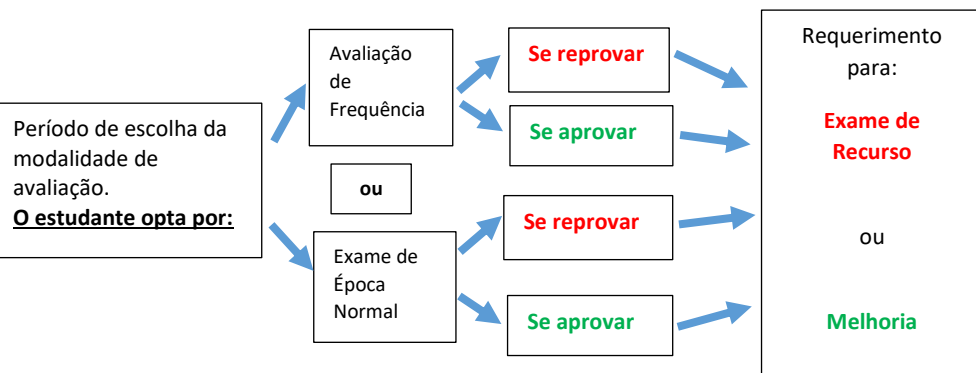 Período de escolha da
modalidade de
avaliação.
O estudante opta por:
Avaliação
de
Frequência
ou
Exame de
Época
Normal
Se reprovar
Se aprovar
Se reprovar
Se aprovar
Requerimento
para:
Exame de
Recurso
ou
Melhoria